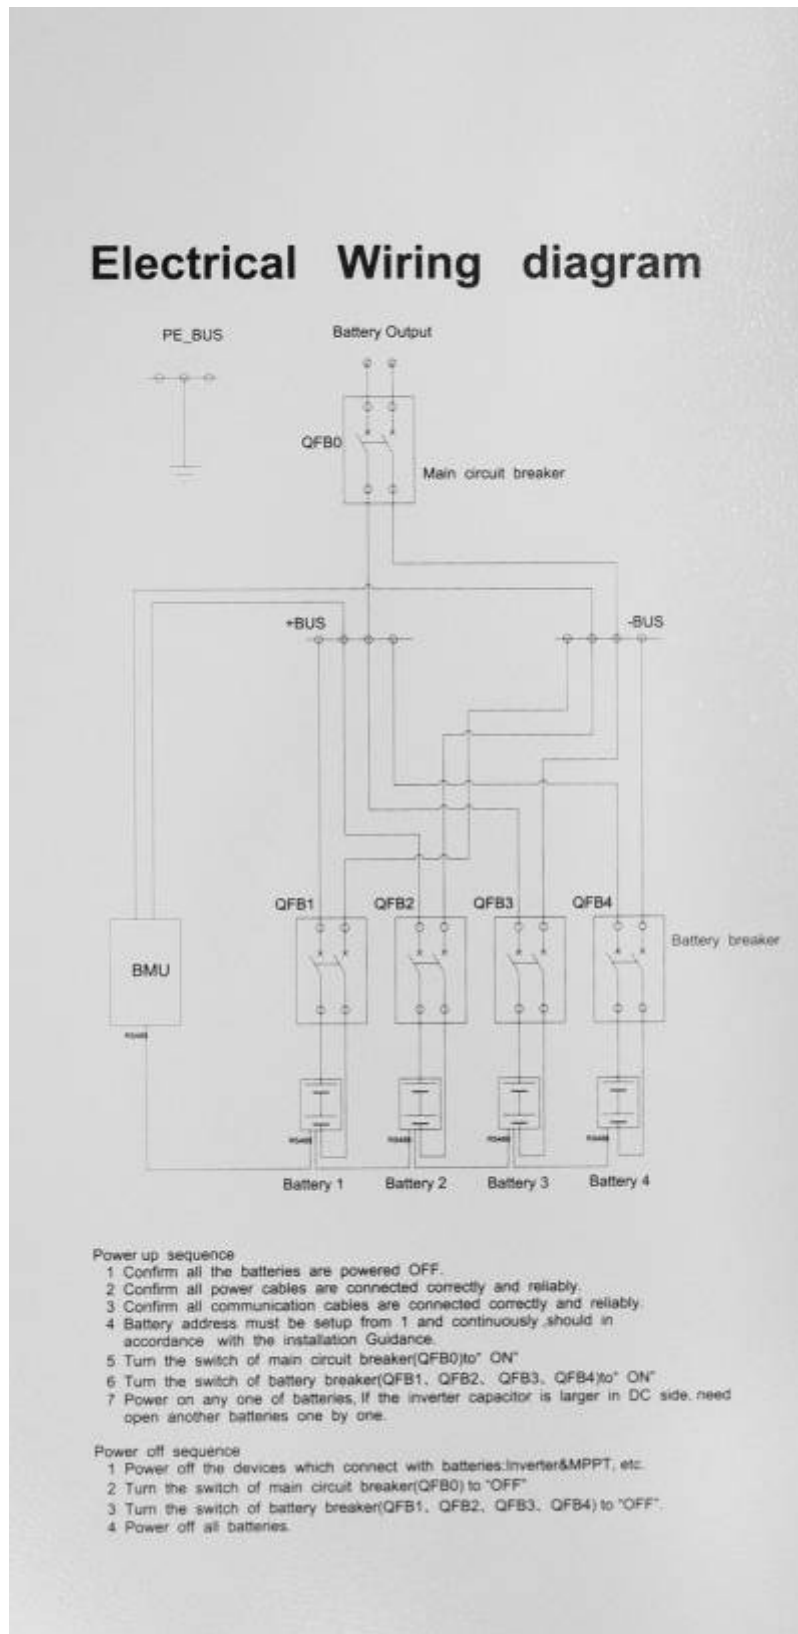 Electrical Wiring diagram
PE_BUS
Battery Output
QFB0
Main circuit breaker
+BUS
-BUS
QFB1
QFB2
QFB3
QFB4
Battery breaker
BMU
RS485
RS485
RS485
RS485
RS485
Battery 1
Battery 2
Battery 3
Battery 4
Power up sequence
1 Confirm all the batteries are powered OFF.
2 Confirm all power cables are connected correctly and reliably.
3 Confirm all communication cables are connected correctly and reliably.
4 Battery address must be setup from 1 and continuously ,should in
accordance with the installation Guidance.
5 Turn the switch of main circuit breaker(QFB0)to" ON"
6 Turn the switch of battery breaker(QFB1、QFB2、QFB3、QFB4)to" ON"
7 Power on any one of batteries, If the inverter capacitor is larger in DC side. need
open another batteries one by one.
Power off sequence
1 Power off the devices which connect with batteries:Inverter&MPPT, etc.
2 Turn the switch of main circuit breaker(QFB0) to "OFF"
3 Turn the switch of battery breaker(QFB1、QFB2、QFB3、QFB4) to "OFF".
4 Power off all batteries.